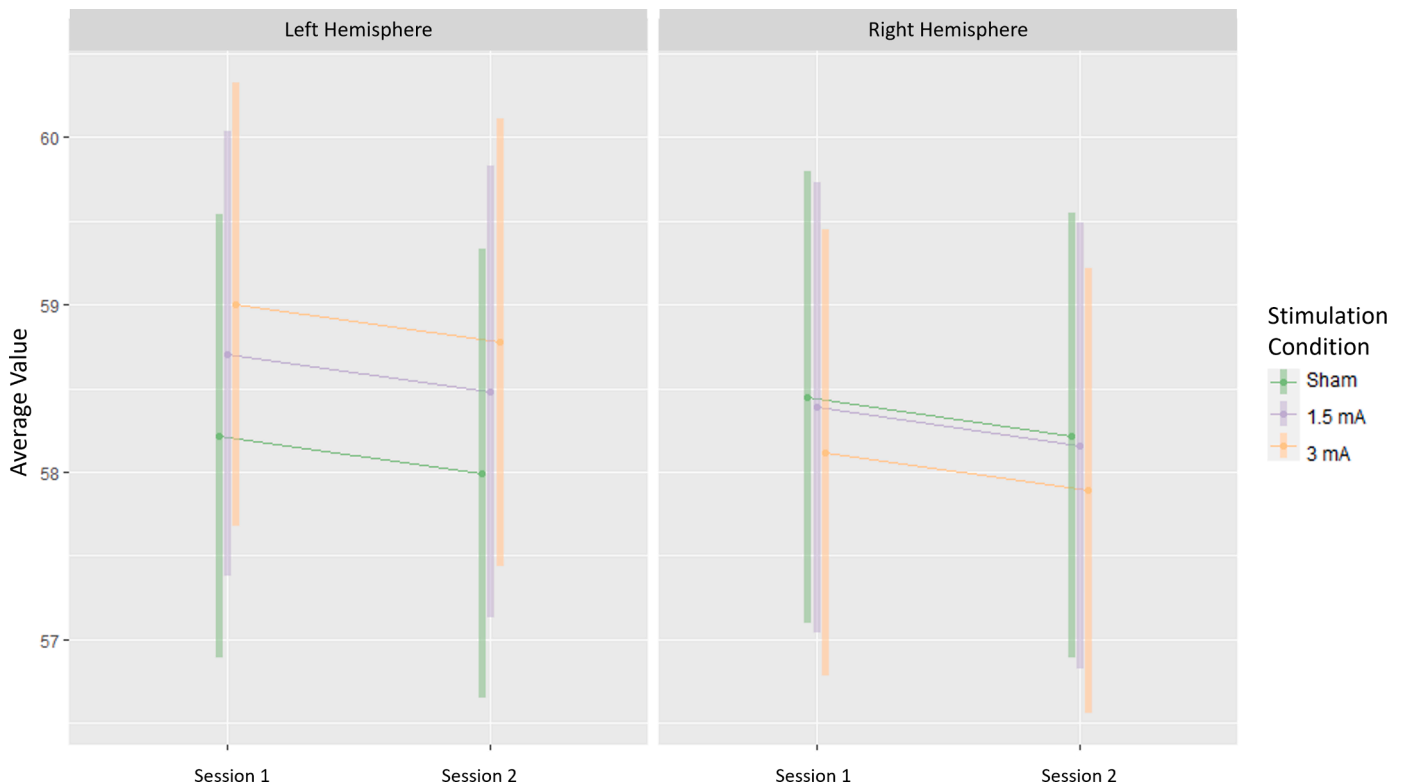 Left Hemisphere
Right Hemisphere
60
59
58
57
Average Value
Session 1
Session 2
Session 1
Session 2
Stimulation
Condition
Sham
1.5 mA
3 mA